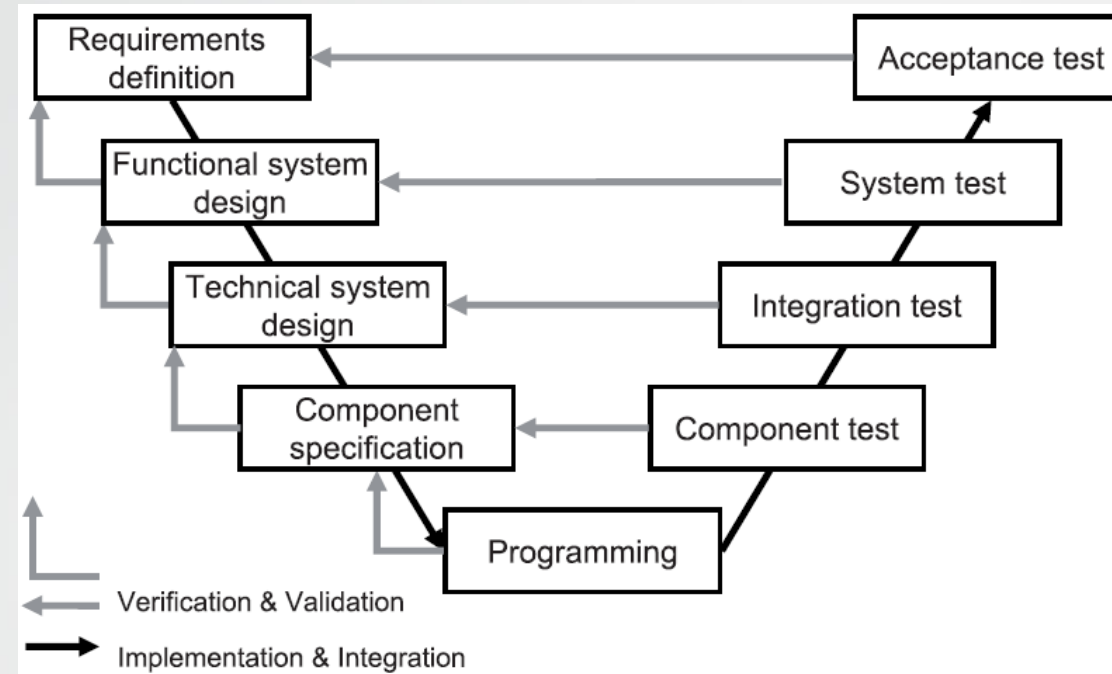 Requirements
definition
Acceptance test
Functional system
design
System test
Technical system
design
Integration test
Component
specification
Component test
Programming
Verification & Validation
Implementation & Integration